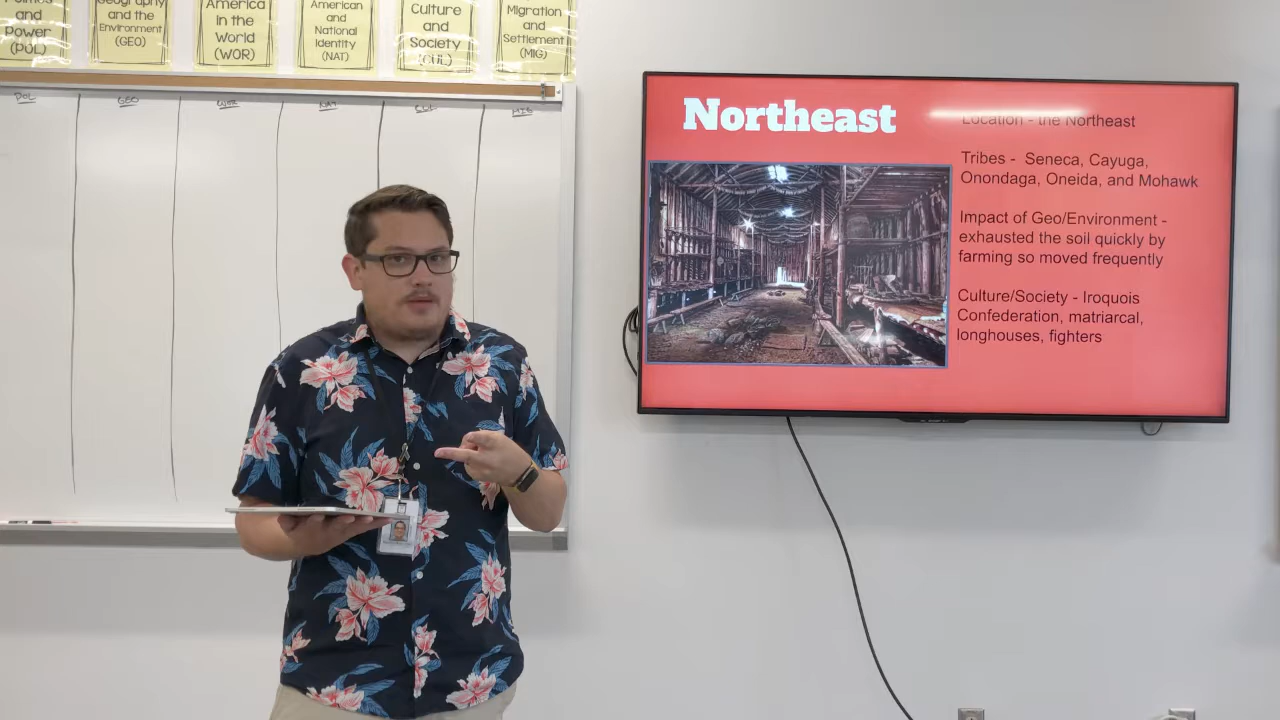 and
Power
(POL)
Geography
and the
Environment
(GEO)
America
in the
World
(WOR)
American
and
National
Identity
(NAT)
Culture
and
Society
(CUL)
Migration
and
Settlement
(MIG)
POL
GEO
WOR
NAT
CUL
MIG
Northeast
Location - the Northeast
Tribes - Seneca, Cayuga,
Onondaga, Oneida, and Mohawk
Impact of Geo/Environment -
exhausted the soil quickly by
farming so moved frequently
Culture/Society - Iroquois
Confederation, matriarcal,
longhouses, fighters